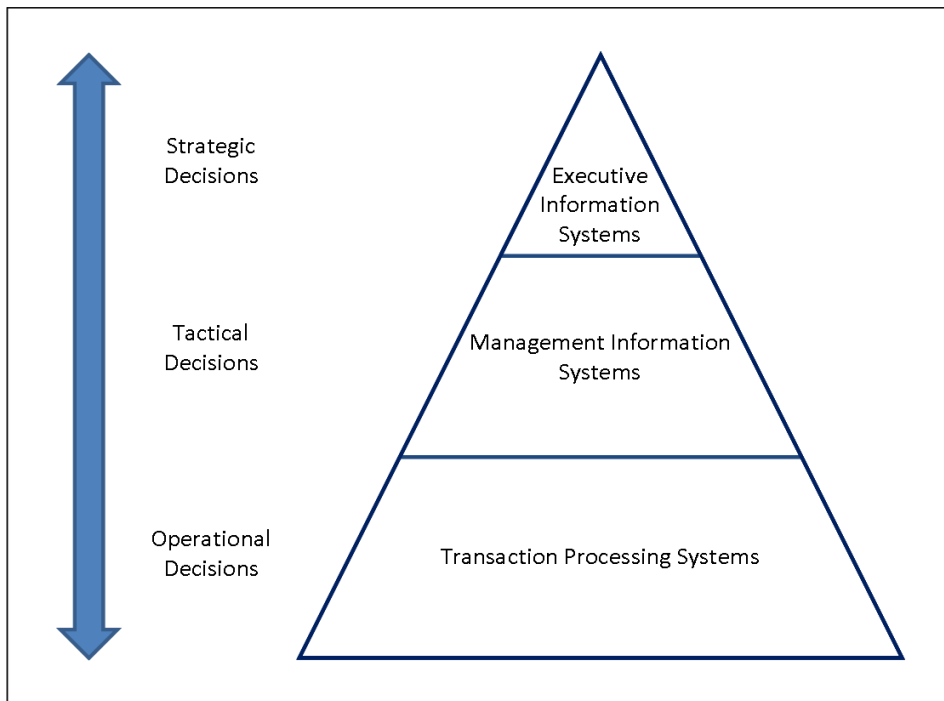 Strategic
Decisions
Executive
Information
Systems
Tactical
Decisions
Management Information
Systems
Operational
Decisions
Transaction Processing Systems